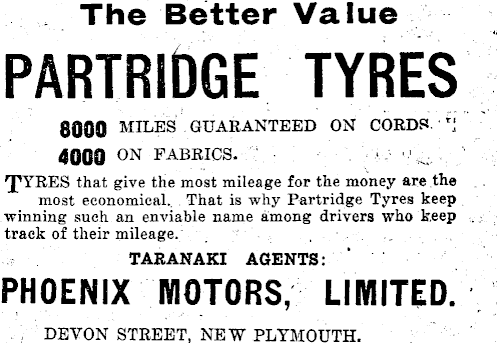 The Better Value
PARTRIDGE TYRES
8000 MILES GUARANTEED ON CORDS.
4000 ON FABRICS.
TYRES that give the most mileage for the money are the
most economical. That is why Partridge Tyres keep
winning such an enviable name among drivers who keep
track of their mileage.
TARANAKI AGENTS:
PHOENIX MOTORS, LIMITED.
DEVON STREET, NEW PLYMOUTH.